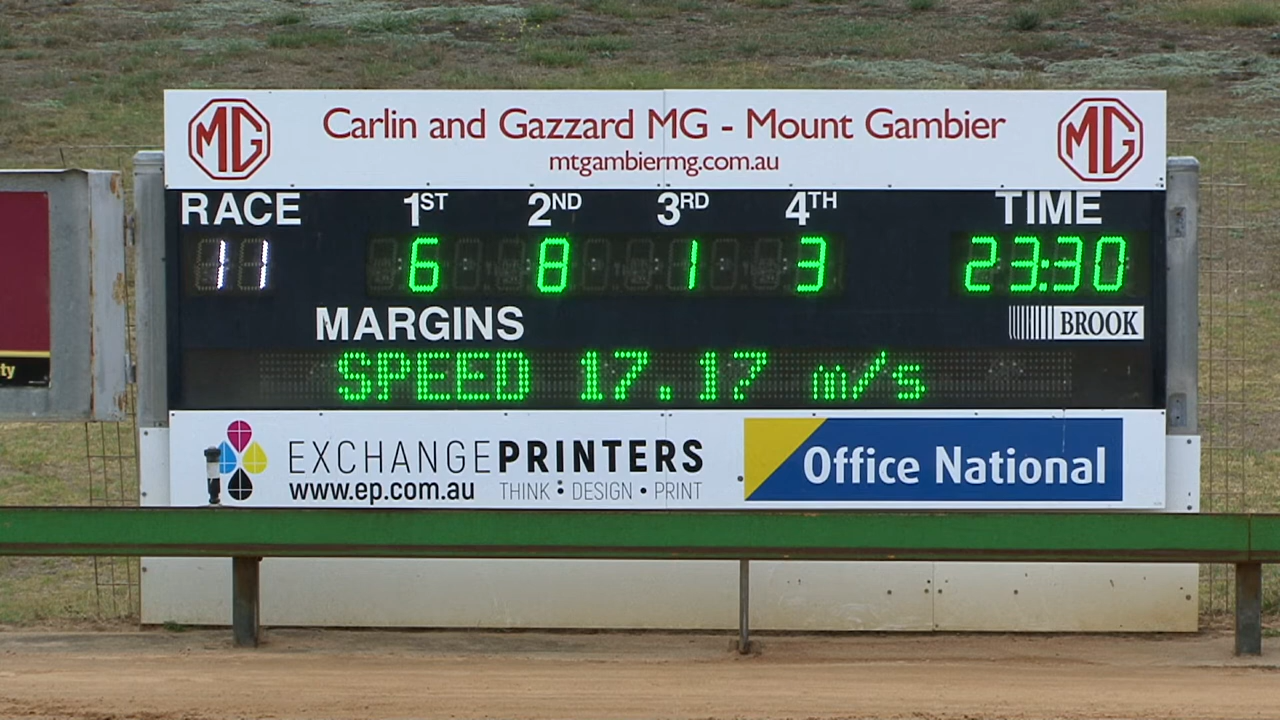 MG Carlin and Gazzard MG - Mount Gambier MG
mtgambiermg.com.au
RACE 1ST 2ND 3RD 4TH TIME
11 6 8 1 3 23:30
MARGINS BROOK
SPEED 17.17 m/s
ty
EXCHANGEPRINTERS Office National
www.ep.com.au THINK • DESIGN • PRINT